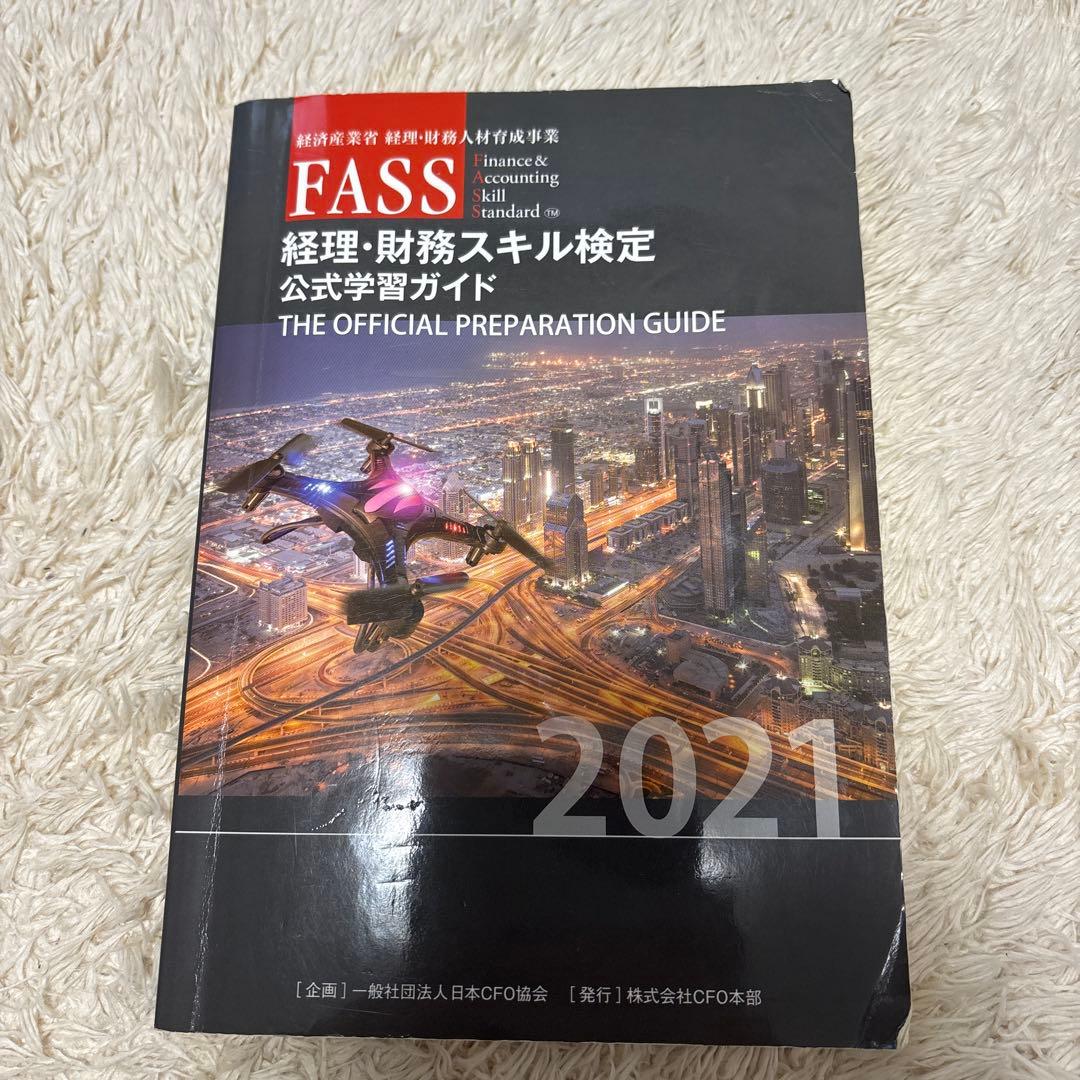 経済産業省 経理・財務人材育成事業
FASS
Finance &
Accounting
Skill
Standard TM
経理・財務スキル検定
公式学習ガイド
THE OFFICIAL PREPARATION GUIDE
2021
[企画]一般社団法人日本CFO協会 [発行]株式会社CFO本部